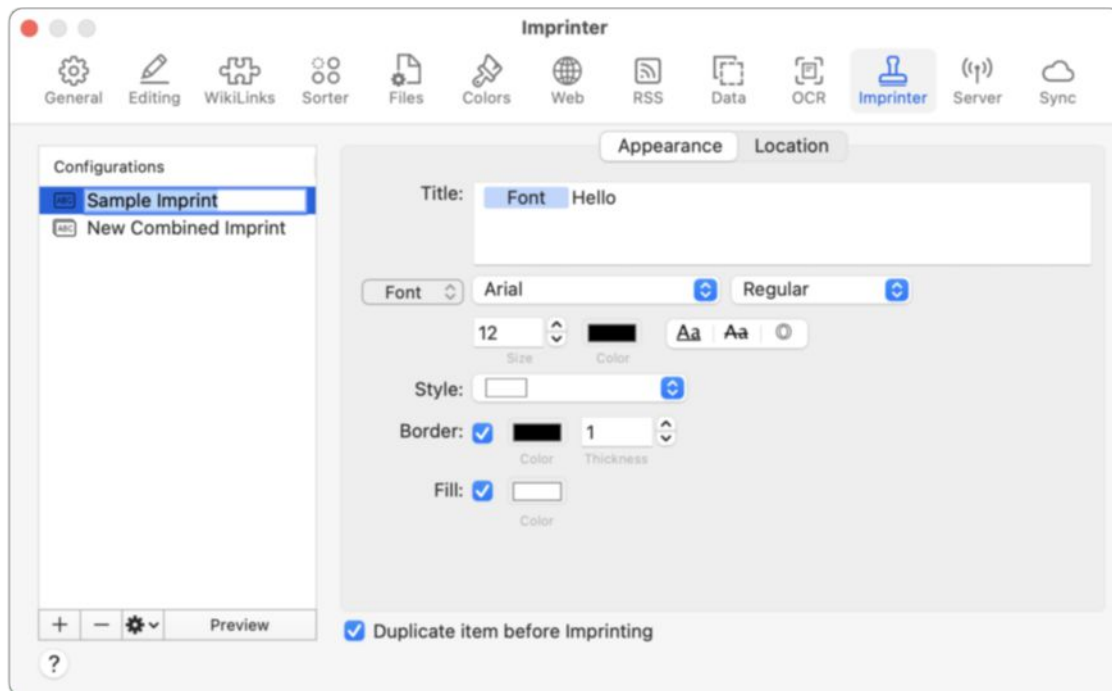 Imprinter
General Editing WikiLinks Sorter Files Colors Web RSS Data OCR Imprinter Server Sync
Appearance Location
Configurations
Sample Imprint
New Combined Imprint
Title: Font Hello
Font Arial Regular
12 Aa Aa O
Size Color
Style:
Border: 1
Color Thickness
Fill:
Color
+ − Preview
Duplicate item before Imprinting
?